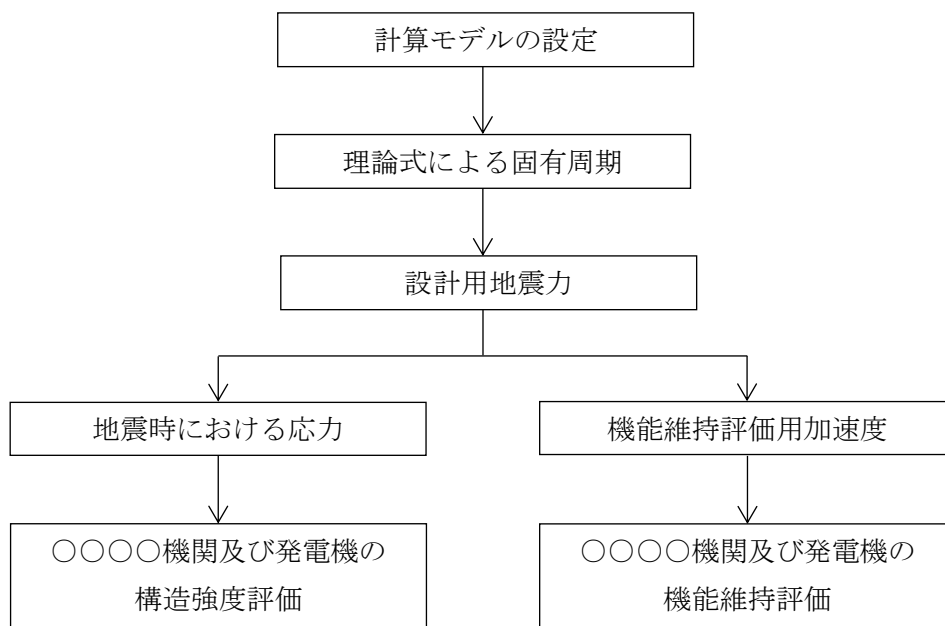 計算モデルの設定
理論式による固有周期
設計用地震力
地震時における応力
機能維持評価用加速度
○○○○機関及び発電機の
構造強度評価
○○○○機関及び発電機の
機能維持評価